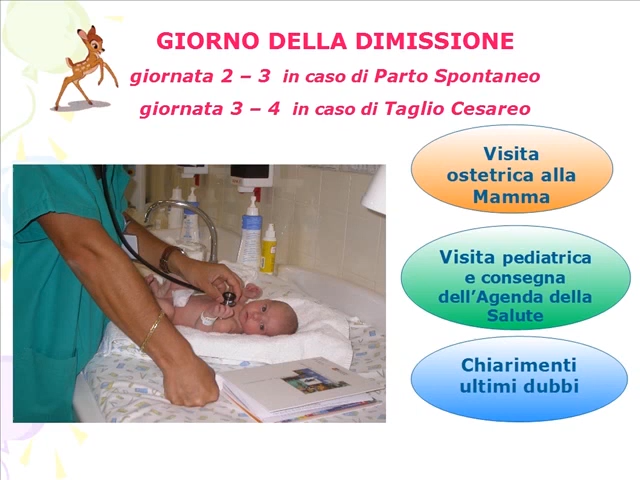 GIORNO DELLA DIMISSIONE
giornata 2 – 3 in caso di Parto Spontaneo
giornata 3 – 4 in caso di Taglio Cesareo
Visita
ostetrica alla
Mamma
Visita pediatrica
e consegna
dell’Agenda della
Salute
Chiarimenti
ultimi dubbi